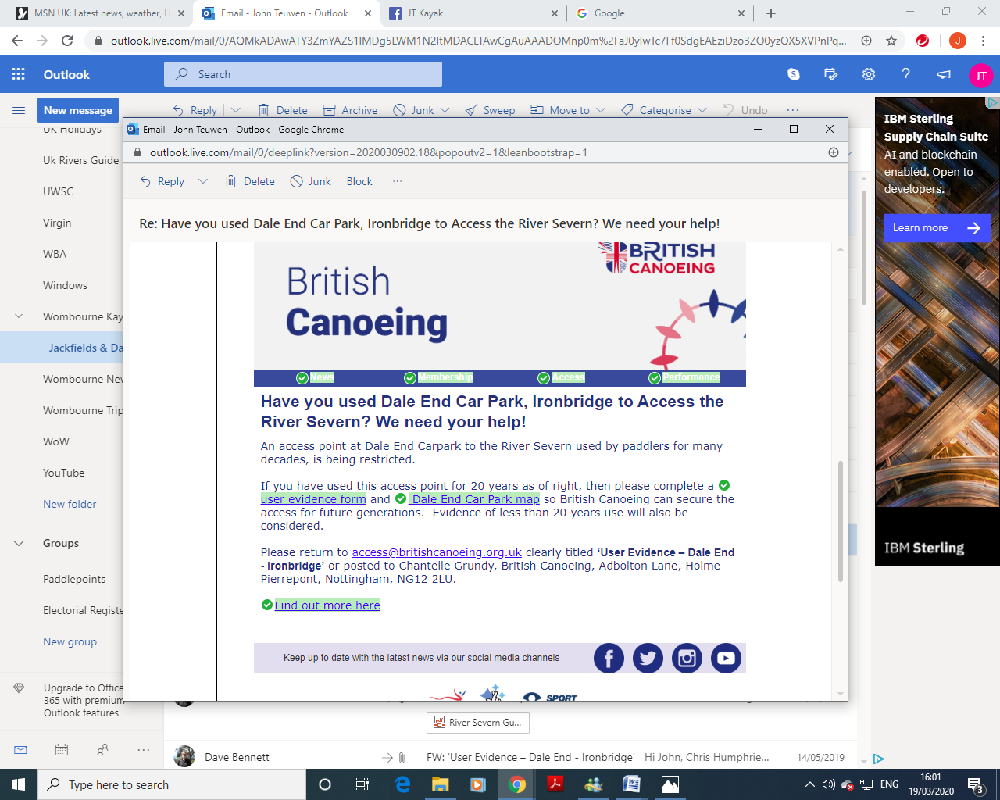 MSN UK: Latest news, weather, H
Email - John Teuwen - Outlook
JT Kayak
Google
outlook.live.com/mail/0/AQMkADAwATY3ZmYAZS1lMDg5LWM1N2ItMDACLTAwCgAuAAADOMnp0m%2FaJ0ylwTc7Ff0SdgEAEziDzo3ZQ0yzQX5XVPnPq...
J
Outlook
Search
JT
New message
Reply
Delete
Archive
Junk
Sweep
Move to
Categorise
Undo
UK Holidays
Uk Rivers Guide
UWSC
Virgin
WBA
Windows
Wombourne Kay
Jackfields & Da
Wombourne Nev
Wombourne Trip
WoW
YouTube
New folder
Groups
Paddlepoints
Electorial Registe
New group
Upgrade to Office
365 with premium
Outlook features
Email - John Teuwen - Outlook - Google Chrome
outlook.live.com/mail/0/deeplink?version=2020030902.18&popoutv2=1&leanbootstrap=1
Reply
Delete
Junk
Block
Re: Have you used Dale End Car Park, Ironbridge to Access the River Severn? We need your help!
British
Canoeing
BRITISH
CANOEING
News
Membership
Access
Performance
Have you used Dale End Car Park, Ironbridge to Access the
River Severn? We need your help!
An access point at Dale End Carpark to the River Severn used by paddlers for many
decades, is being restricted.
If you have used this access point for 20 years as of right, then please complete a
user evidence form and Dale End Car Park map so British Canoeing can secure the
access for future generations.  Evidence of less than 20 years use will also be
considered.
Please return to access@britishcanoeing.org.uk clearly titled ‘User Evidence – Dale End
- Ironbridge’ or posted to Chantelle Grundy, British Canoeing, Adbolton Lane, Holme
Pierrepont, Nottingham, NG12 2LU.
Find out more here
Keep up to date with the latest news via our social media channels
SPORT
River Severn Gu...
Dave Bennett
FW: ‘User Evidence – Dale End - Ironbridge’
Hi John, Chris Humphrie...
14/05/2019
IBM Sterling
Supply Chain Suite
AI and blockchain-
enabled. Open to
developers.
Learn more
IBM Sterling
Type here to search
ENG
16:01
19/03/2020
3